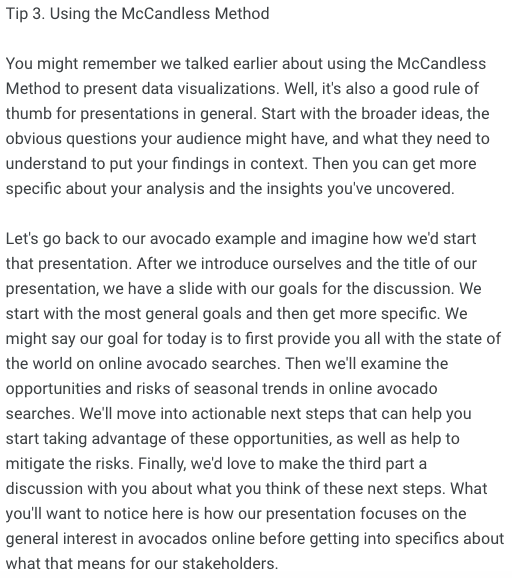 Tip 3. Using the McCandless Method
You might remember we talked earlier about using the McCandless
Method to present data visualizations. Well, it's also a good rule of
thumb for presentations in general. Start with the broader ideas, the
obvious questions your audience might have, and what they need to
understand to put your findings in context. Then you can get more
specific about your analysis and the insights you've uncovered.
Let's go back to our avocado example and imagine how we'd start
that presentation. After we introduce ourselves and the title of our
presentation, we have a slide with our goals for the discussion. We
start with the most general goals and then get more specific. We
might say our goal for today is to first provide you all with the state of
the world on online avocado searches. Then we'll examine the
opportunities and risks of seasonal trends in online avocado
searches. We'll move into actionable next steps that can help you
start taking advantage of these opportunities, as well as help to
mitigate the risks. Finally, we'd love to make the third part a
discussion with you about what you think of these next steps. What
you'll want to notice here is how our presentation focuses on the
general interest in avocados online before getting into specifics about
what that means for our stakeholders.